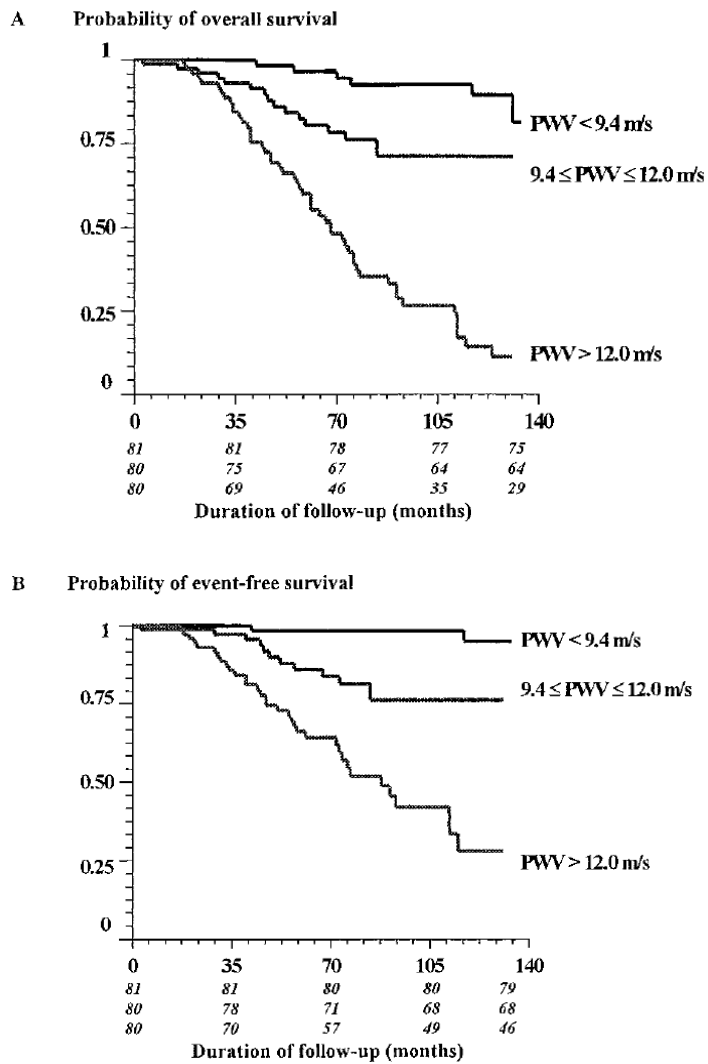 A Probability of overall survival
1
0.75
0.50
0.25
0
PWV < 9.4 m/s
9.4 ≤ PWV ≤ 12.0 m/s
PWV > 12.0 m/s
0 35 70 105 140
81 81 78 77 75
80 75 67 64 64
80 69 46 35 29
Duration of follow-up (months)
B Probability of event-free survival
1
0.75
0.50
0.25
0
PWV < 9.4 m/s
9.4 ≤ PWV ≤ 12.0 m/s
PWV > 12.0 m/s
0 35 70 105 140
81 81 80 80 79
80 78 71 68 68
80 70 57 49 46
Duration of follow-up (months)